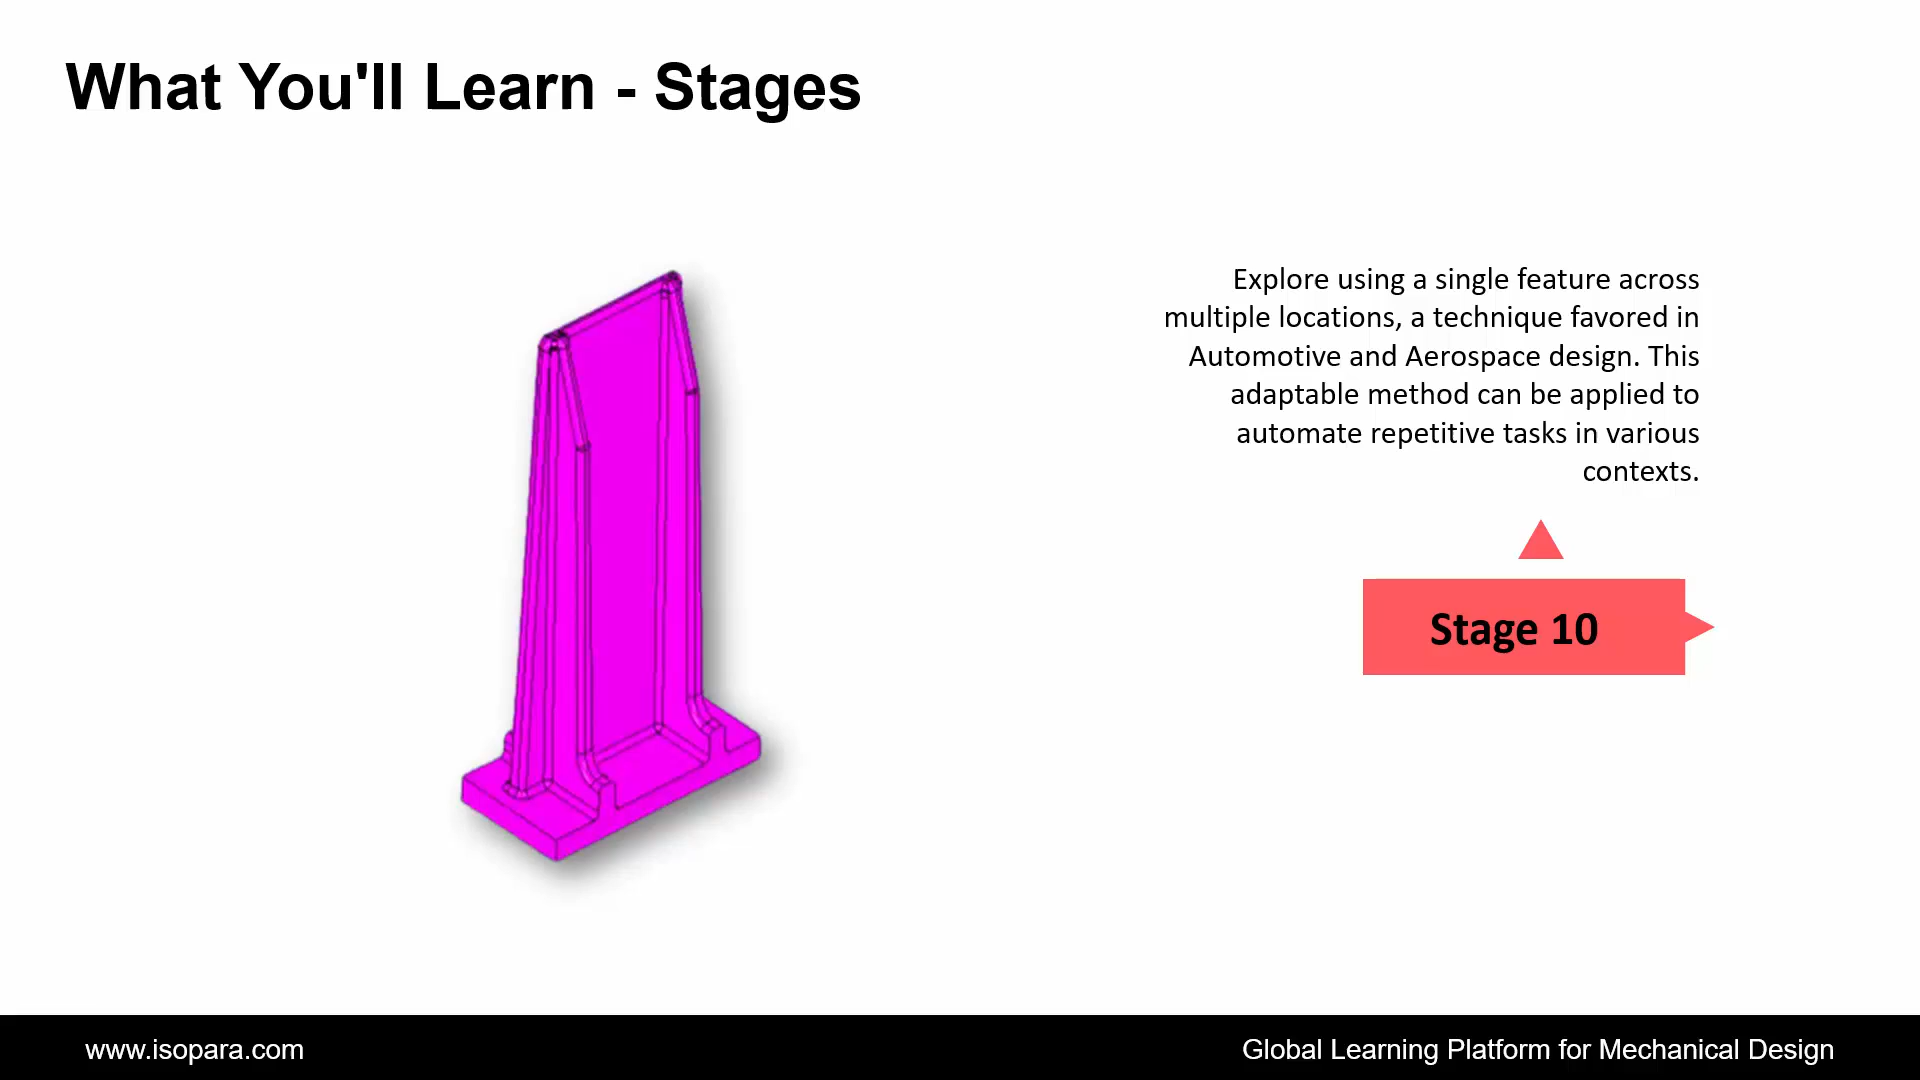 What You'll Learn - Stages
Explore using a single feature across
multiple locations, a technique favored in
Automotive and Aerospace design. This
adaptable method can be applied to
automate repetitive tasks in various
contexts.
Stage 10
www.isopara.com
Global Learning Platform for Mechanical Design